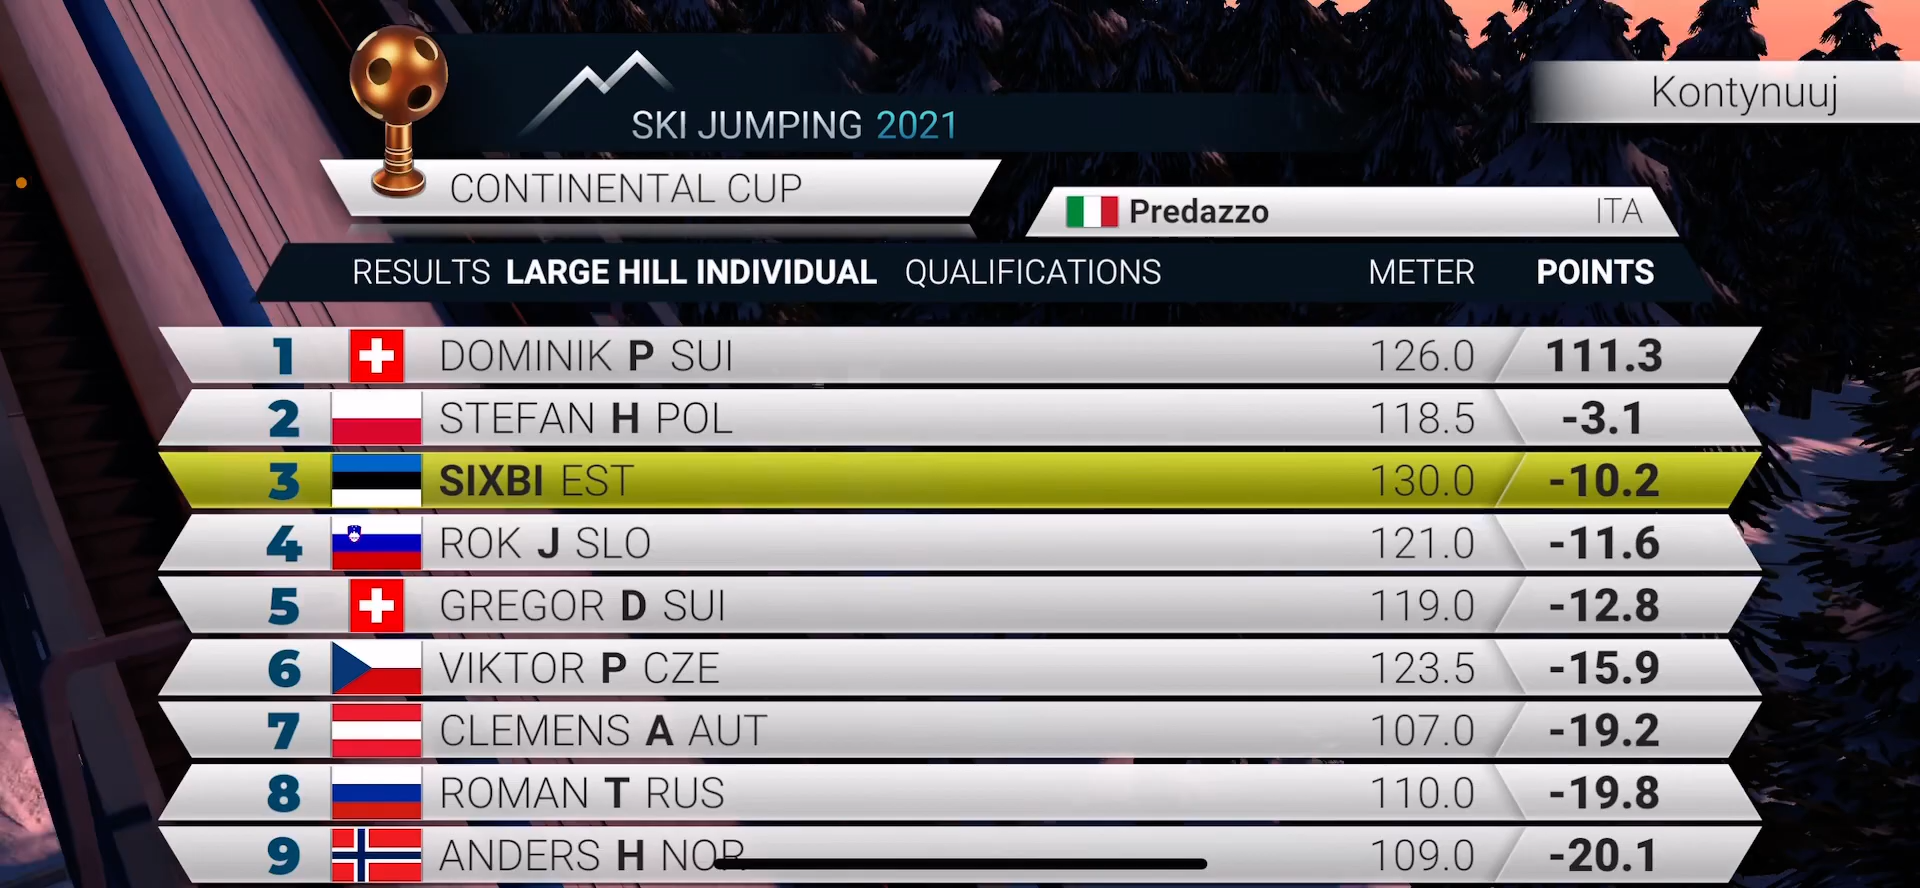 SKI JUMPING 2021
Kontynuuj
CONTINENTAL CUP
Predazzo ITA
RESULTS LARGE HILL INDIVIDUAL QUALIFICATIONS METER POINTS
1 DOMINIK P SUI 126.0 111.3
2 STEFAN H POL 118.5 -3.1
3 SIXBI EST 130.0 -10.2
4 ROK J SLO 121.0 -11.6
5 GREGOR D SUI 119.0 -12.8
6 VIKTOR P CZE 123.5 -15.9
7 CLEMENS A AUT 107.0 -19.2
8 ROMAN T RUS 110.0 -19.8
9 ANDERS H NOR 109.0 -20.1